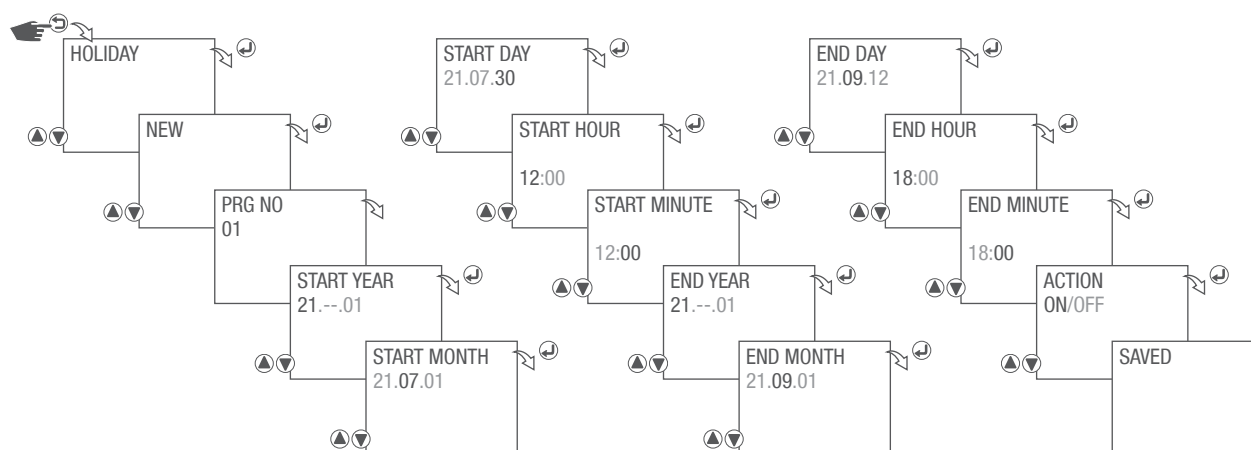 HOLIDAY
NEW
PRG NO
01
START YEAR
21.--.01
START MONTH
21.07.01
START DAY
21.07.30
START HOUR
12:00
START MINUTE
12:00
END YEAR
21.--.01
END MONTH
21.09.01
END DAY
21.09.12
END HOUR
18:00
END MINUTE
18:00
ACTION
ON/OFF
SAVED